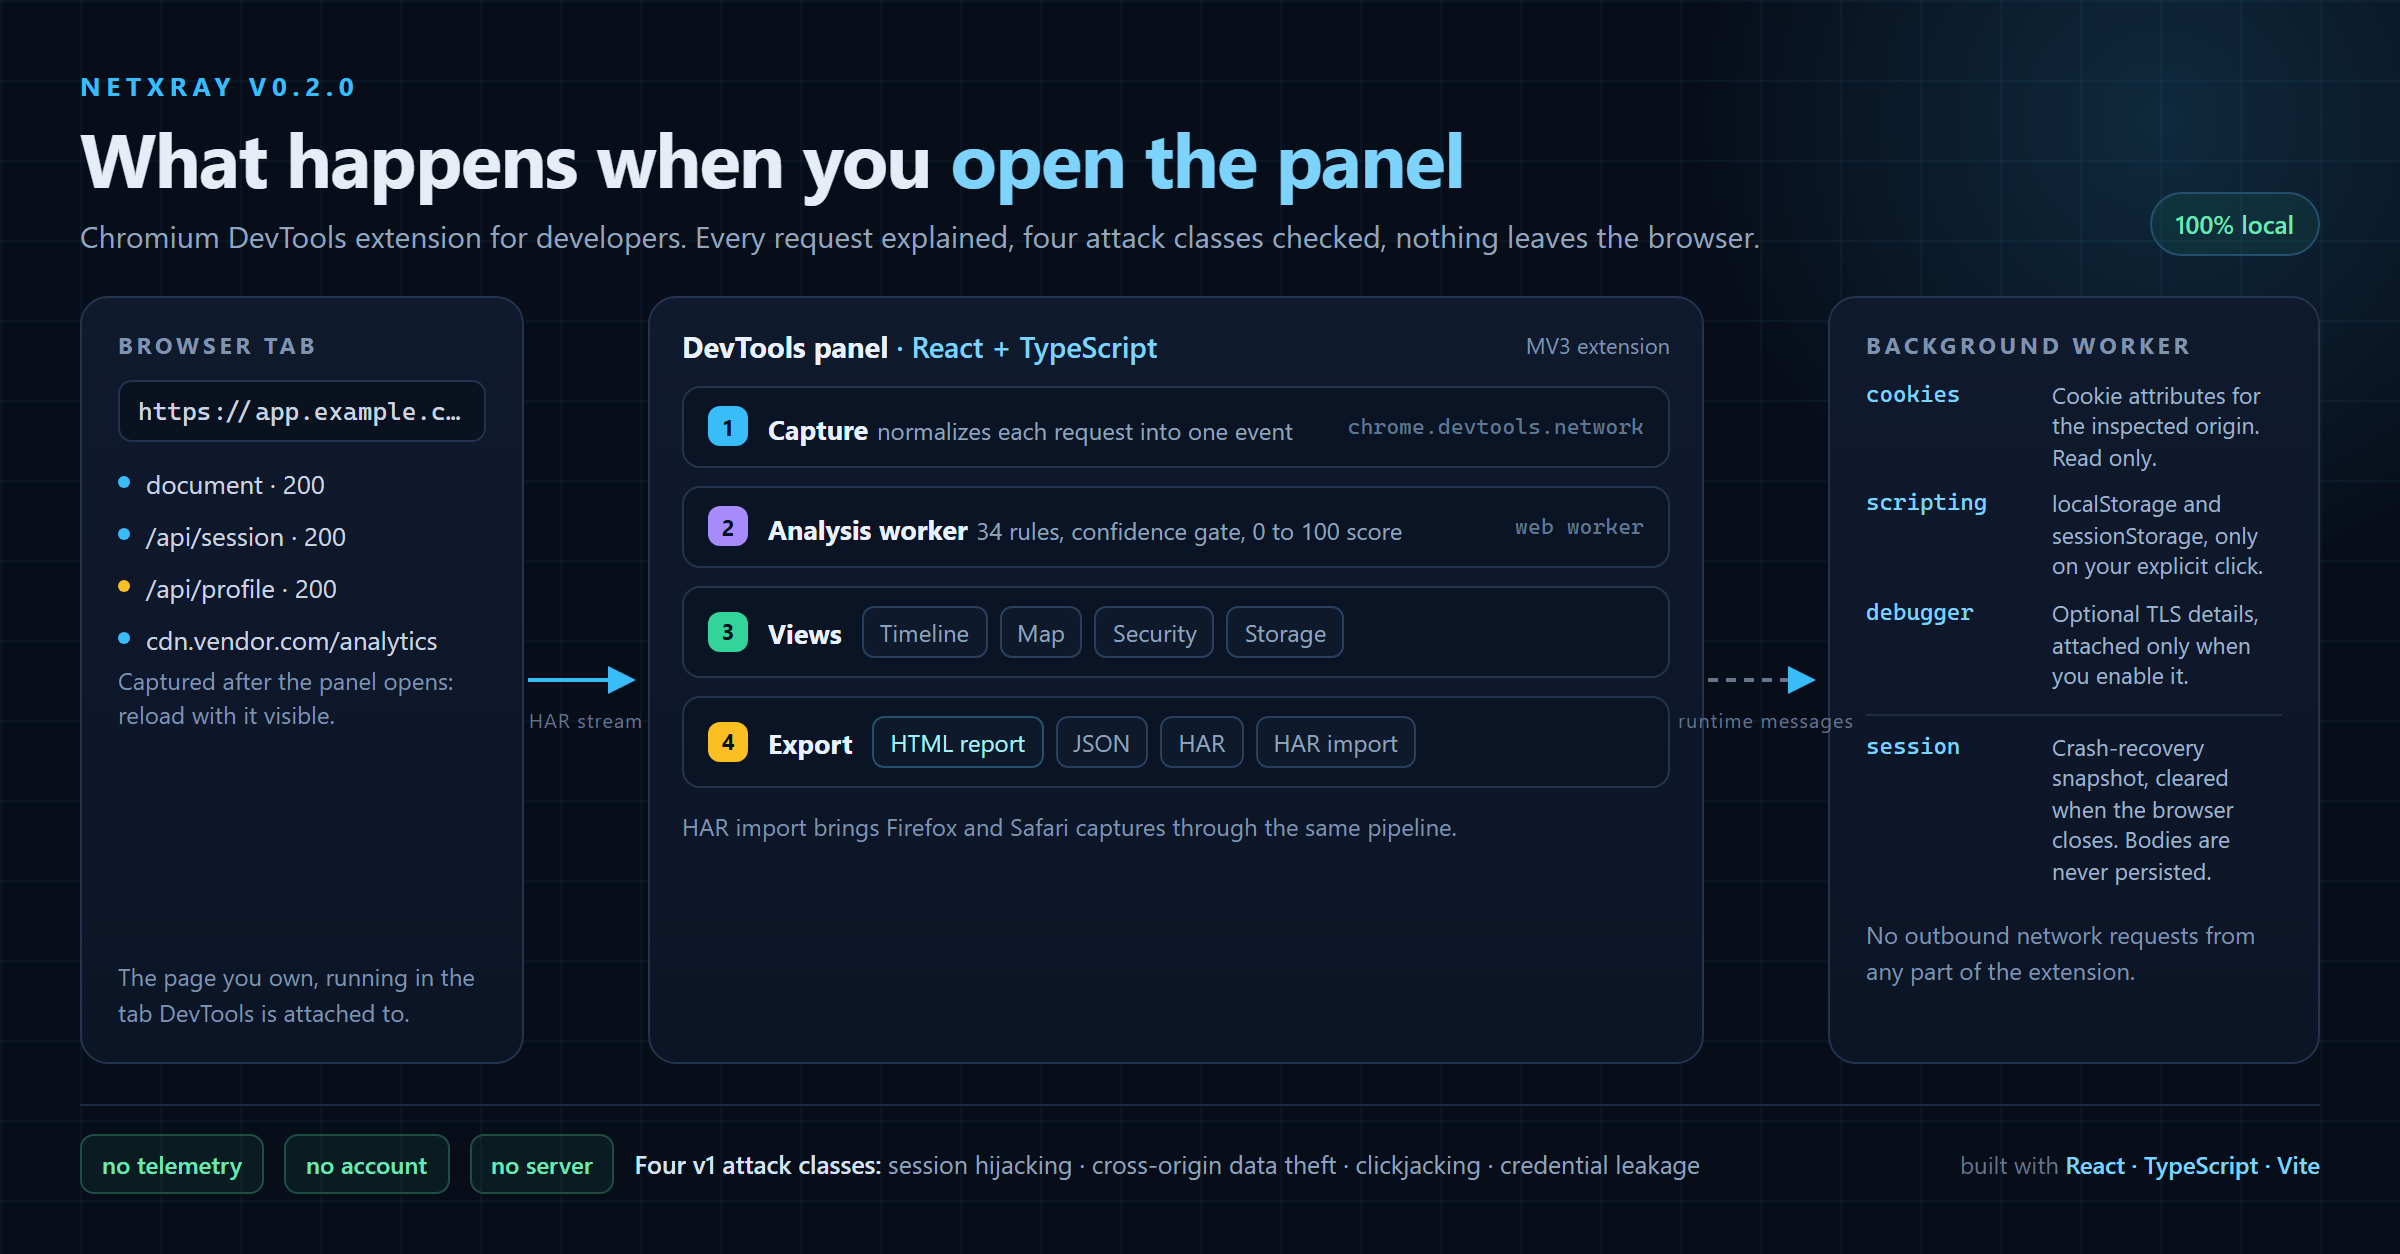 NETXRAY V0.2.0
What happens when you open the panel
Chromium DevTools extension for developers. Every request explained, four attack classes checked, nothing leaves the browser.
100% local
BROWSER TAB
https://app.example.c…
document · 200
/api/session · 200
/api/profile · 200
cdn.vendor.com/analytics
Captured after the panel opens:
reload with it visible.
The page you own, running in the
tab DevTools is attached to.
HAR stream
DevTools panel · React + TypeScript
MV3 extension
1 Capture normalizes each request into one event chrome.devtools.network
2 Analysis worker 34 rules, confidence gate, 0 to 100 score web worker
3 Views Timeline Map Security Storage
4 Export HTML report JSON HAR HAR import
HAR import brings Firefox and Safari captures through the same pipeline.
runtime messages
BACKGROUND WORKER
cookies Cookie attributes for
the inspected origin.
Read only.
scripting localStorage and
sessionStorage, only
on your explicit click.
debugger Optional TLS details,
attached only when
you enable it.
session Crash-recovery
snapshot, cleared
when the browser
closes. Bodies are
never persisted.
No outbound network requests from
any part of the extension.
no telemetry no account no server Four v1 attack classes: session hijacking · cross-origin data theft · clickjacking · credential leakage
built with React · TypeScript · Vite